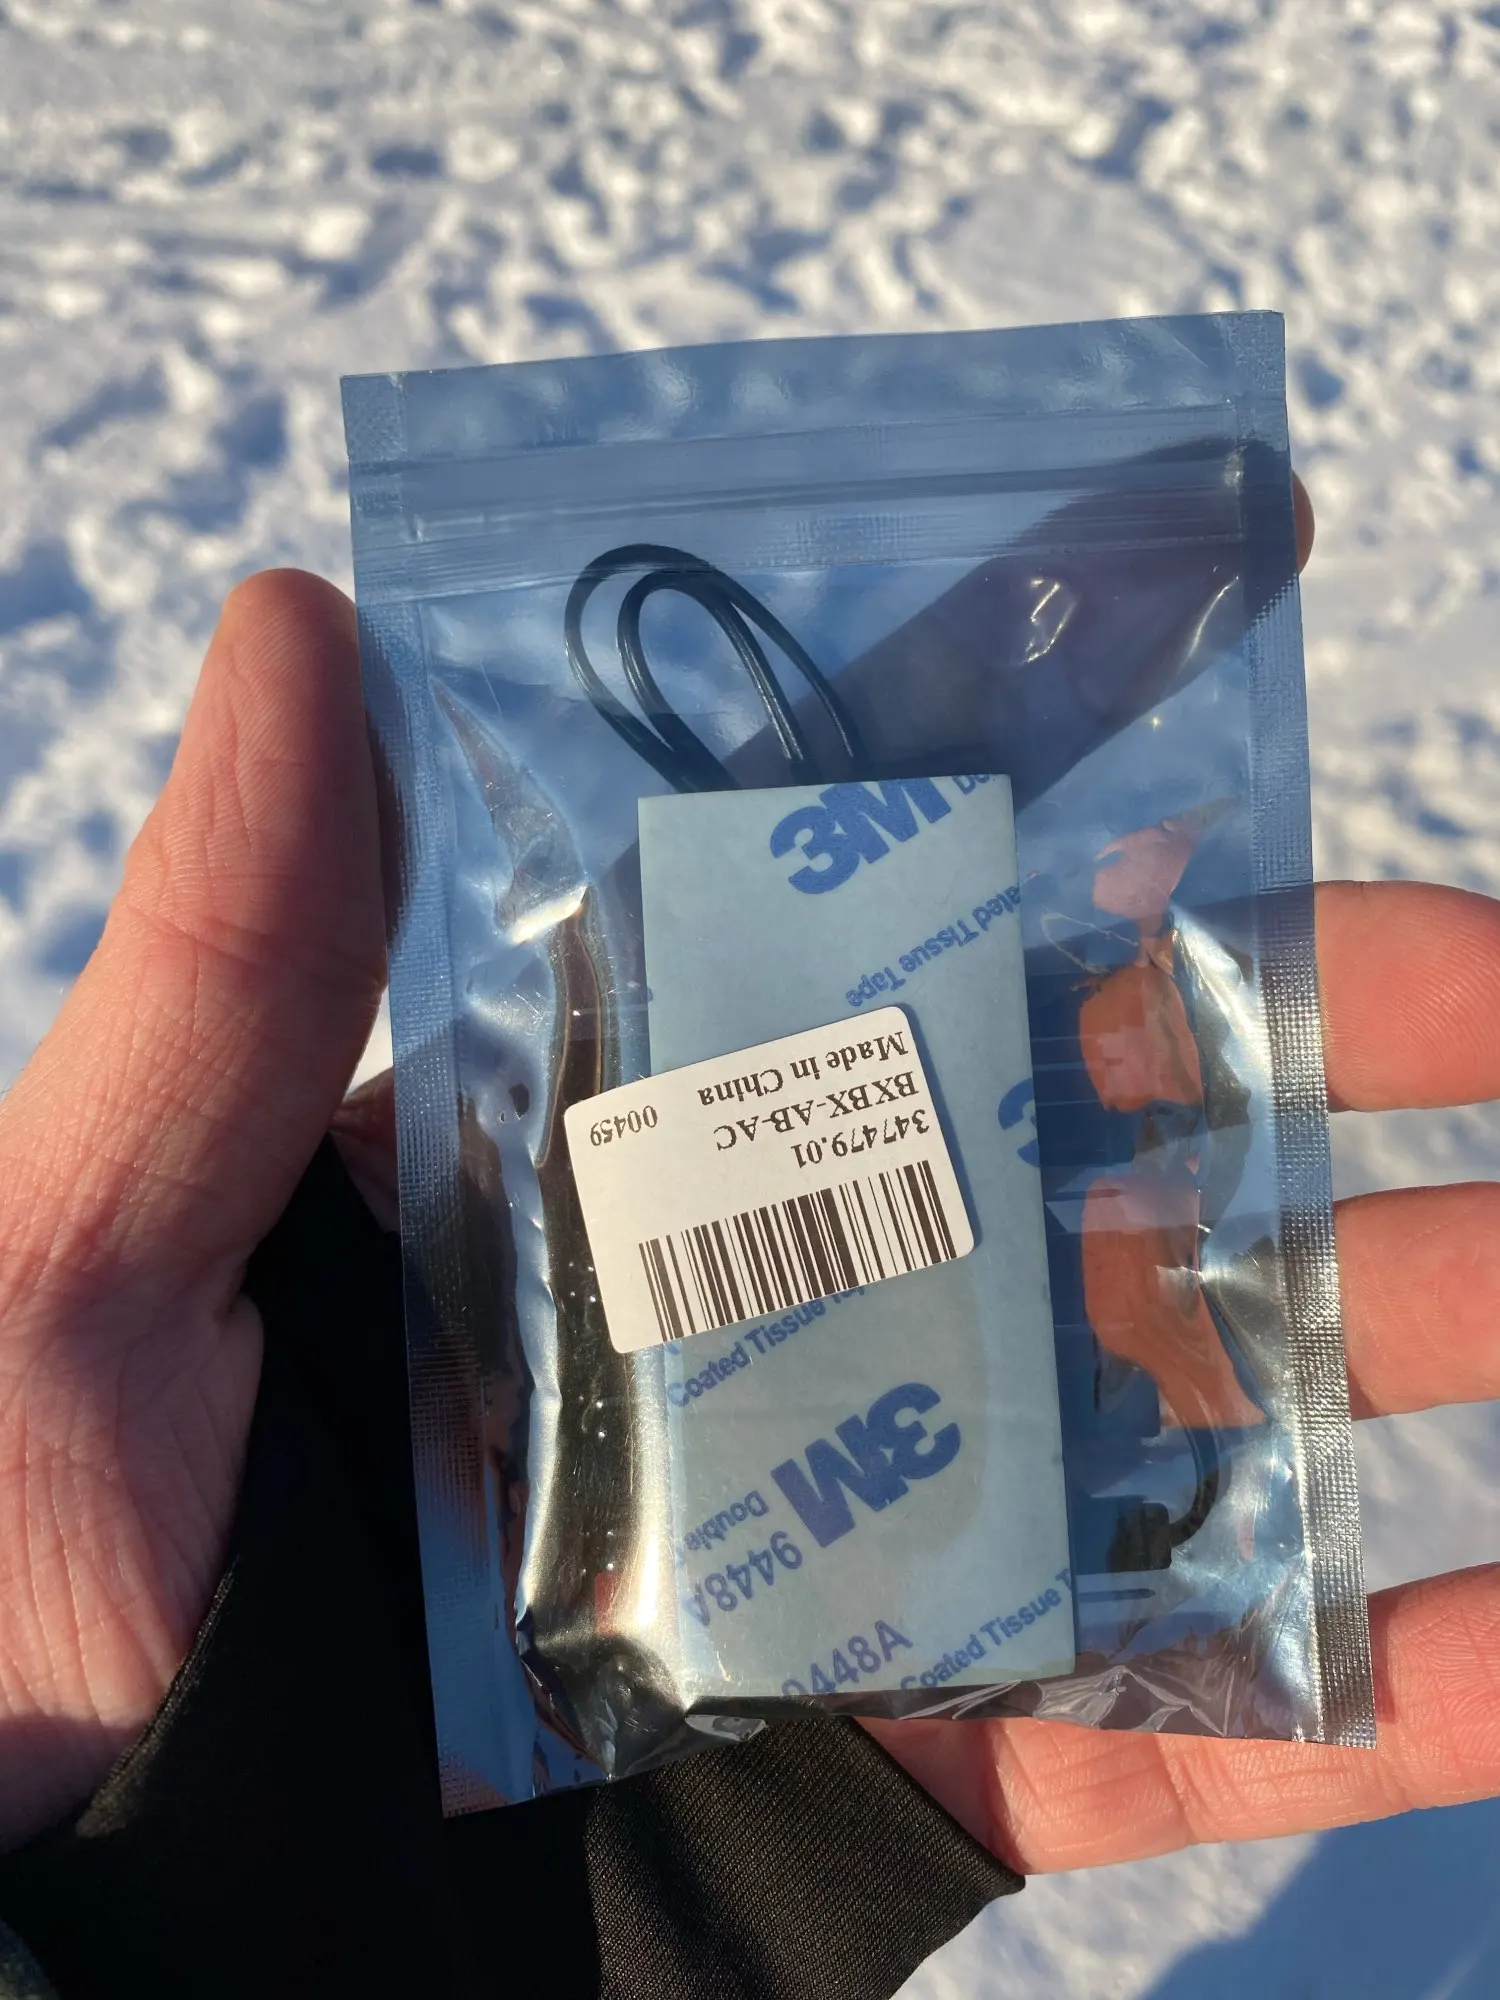 347479.01
BXBX-AB-AC
Made in China
00459
3M
Coated Tissue Tape
3M
Coated Tissue
3M
9448A Double
9448A
Coated Tissue T